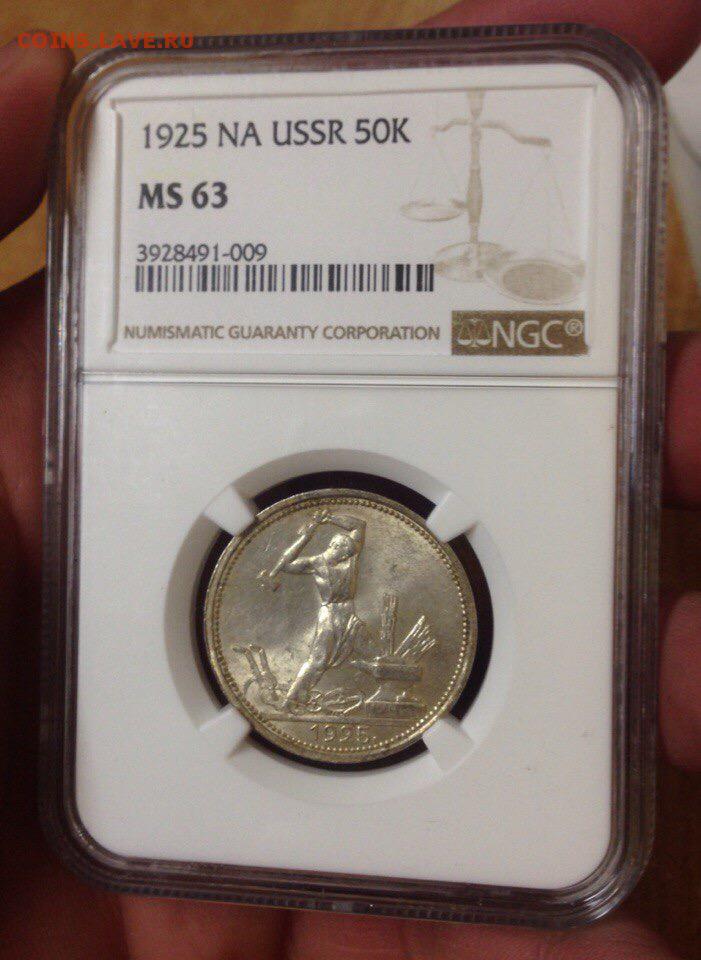 COINS.LAVE.RU
1925 NA USSR 50K
MS 63
3928491-009
NUMISMATIC GUARANTY CORPORATION
NGC®
1925.